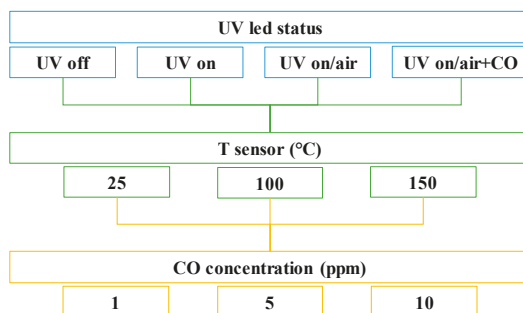 UV led status
UV off UV on UV on/air UV on/air+CO
T sensor (°C)
25 100 150
CO concentration (ppm)
1 5 10